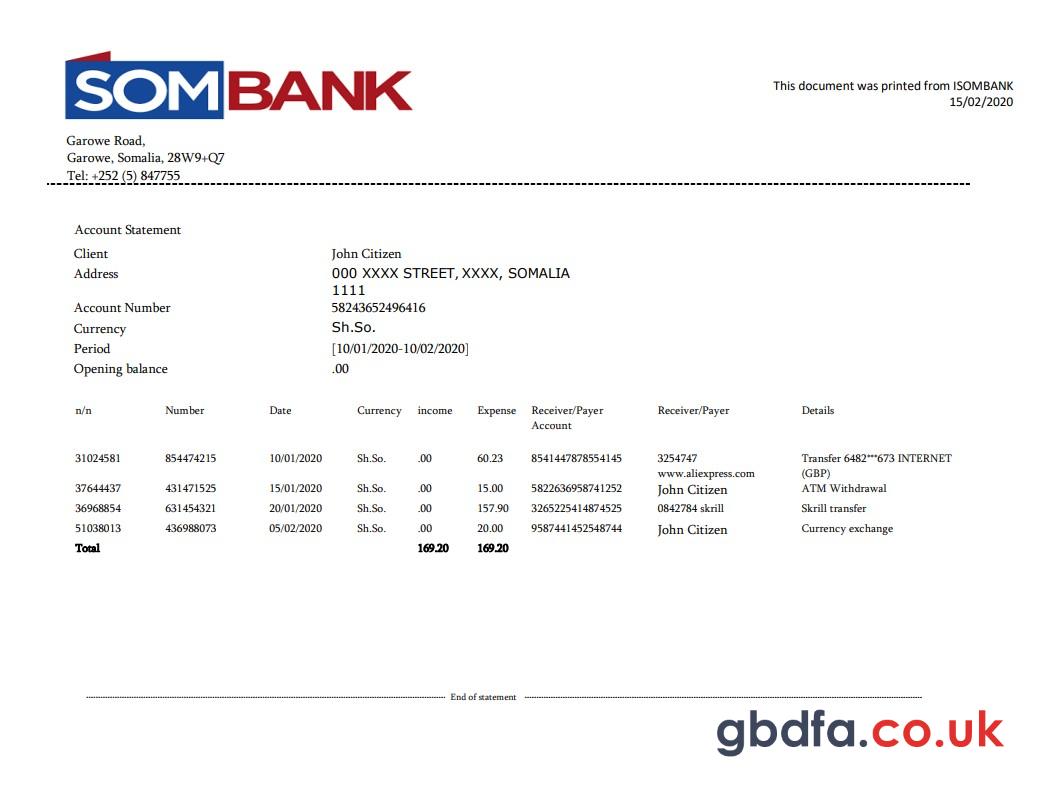 SOMBANK
This document was printed from ISOMBANK
15/02/2020
Garowe Road,
Garowe, Somalia, 28W9+Q7
Tel: +252 (5) 847755
Account Statement
Client John Citizen
Address 000 XXXX STREET, XXXX, SOMALIA
1111
Account Number 58243652496416
Currency Sh.So.
Period [10/01/2020-10/02/2020]
Opening balance .00
n/n Number Date Currency income Expense Receiver/Payer Receiver/Payer Details
Account
31024581 854474215 10/01/2020 Sh.So. .00 60.23 8541447878554145 3254747 Transfer 6482***673 INTERNET
www.aliexpress.com (GBP)
37644437 431471525 15/01/2020 Sh.So. .00 15.00 5822636958741252 John Citizen ATM Withdrawal
36968854 631454321 20/01/2020 Sh.So. .00 157.90 3265225414874525 0842784 skrill Skrill transfer
51038013 436988073 05/02/2020 Sh.So. .00 20.00 9587441452548744 John Citizen Currency exchange
Total 169.20 169.20
End of statement
gbdfa.co.uk